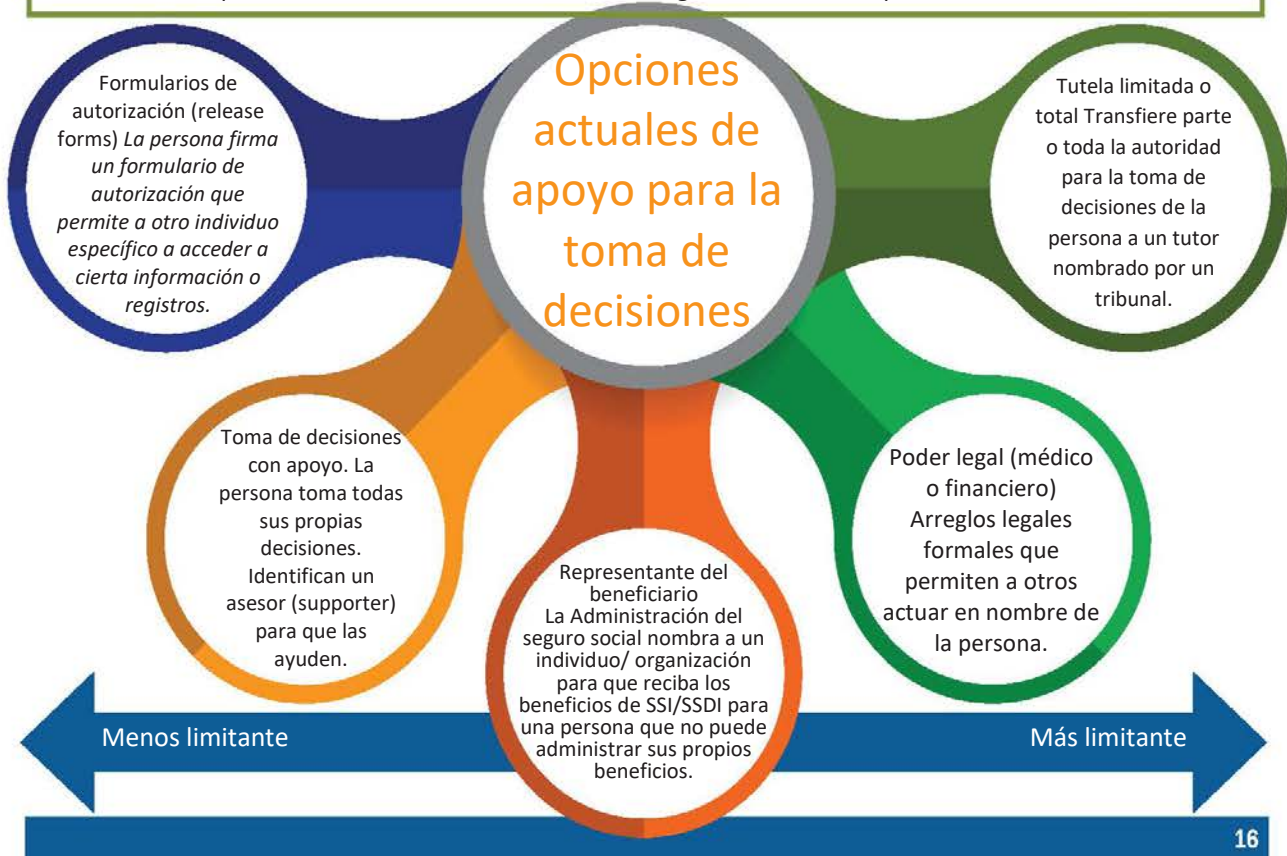 Opciones
actuales de
apoyo para la
toma de
decisiones
Formularios de
autorización (release
forms) La persona firma
un formulario de
autorización que
permite a otro individuo
específico a acceder a
cierta información o
registros.
Toma de decisiones
con apoyo. La
persona toma todas
sus propias
decisiones.
Identifican un
asesor (supporter)
para que las
ayuden.
Representante del
beneficiario
La Administración del
seguro social nombra a un
individuo/ organización
para que reciba los
beneficios de SSI/SSDI para
una persona que no puede
administrar sus propios
beneficios.
Poder legal (médico
o financiero)
Arreglos legales
formales que
permiten a otros
actuar en nombre de
la persona.
Tutela limitada o
total Transfiere parte
o toda la autoridad
para la toma de
decisiones de la
persona a un tutor
nombrado por un
tribunal.
Menos limitante
Más limitante
16